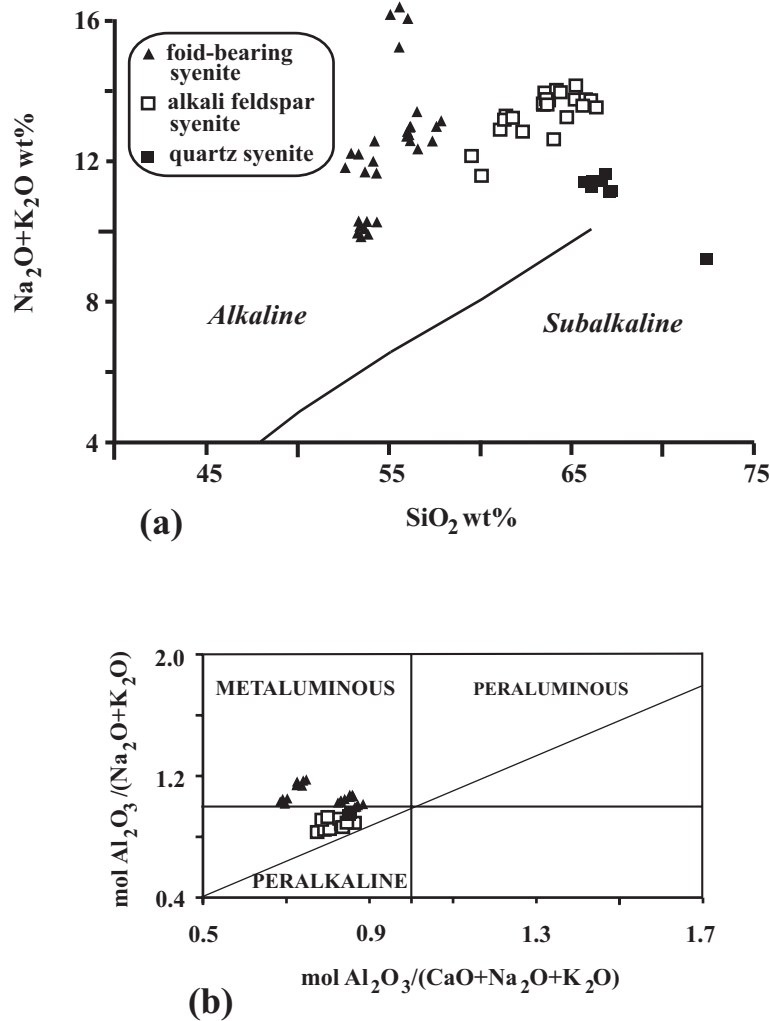 16
12
8
4
Na₂O+K₂O wt%
foid-bearing
syenite
alkali feldspar
syenite
quartz syenite
Alkaline
Subalkaline
45
55
65
75
SiO₂ wt%
(a)
2.0
1.2
0.4
mol Al₂O₃/(Na₂O+K₂O)
METALUMINOUS
PERALUMINOUS
PERALKALINE
0.5
0.9
1.3
1.7
mol Al₂O₃/(CaO+Na₂O+K₂O)
(b)